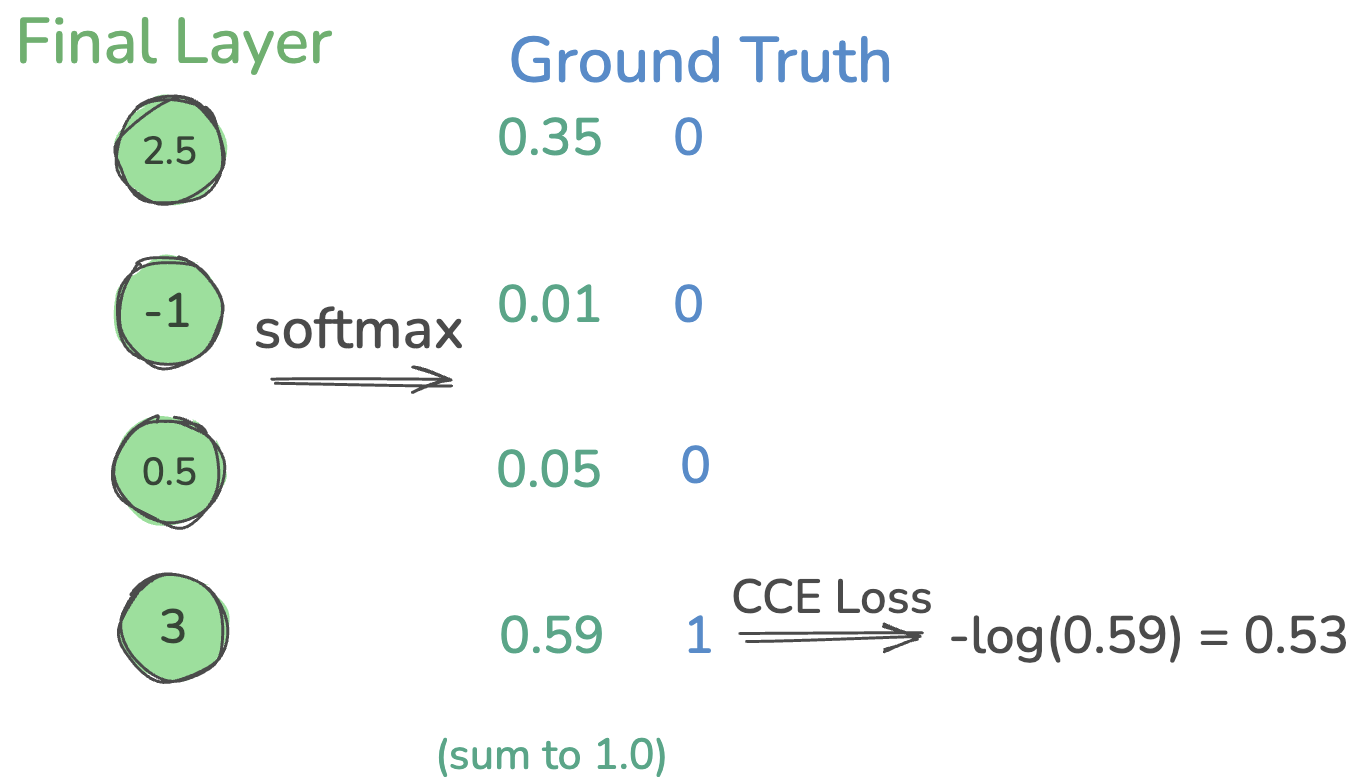 Final Layer
Ground Truth
2.5
0.35 0
-1
0.01 0
softmax
0.5
0.05 0
3
0.59 1
CCE Loss
-log(0.59) = 0.53
(sum to 1.0)